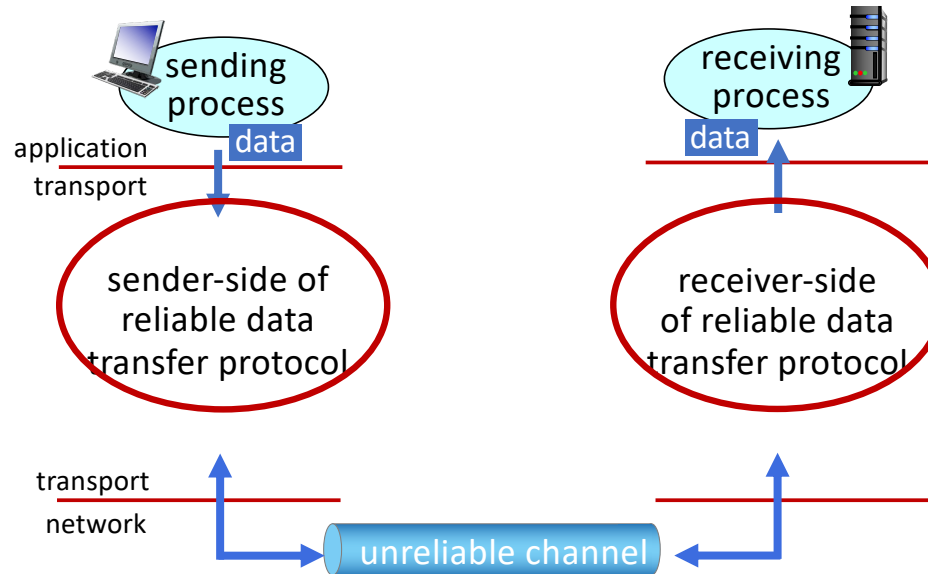 sending
process
data
application
transport
sender-side of
reliable data
transfer protocol
transport
network
unreliable channel
receiving
process
data
receiver-side
of reliable data
transfer protocol